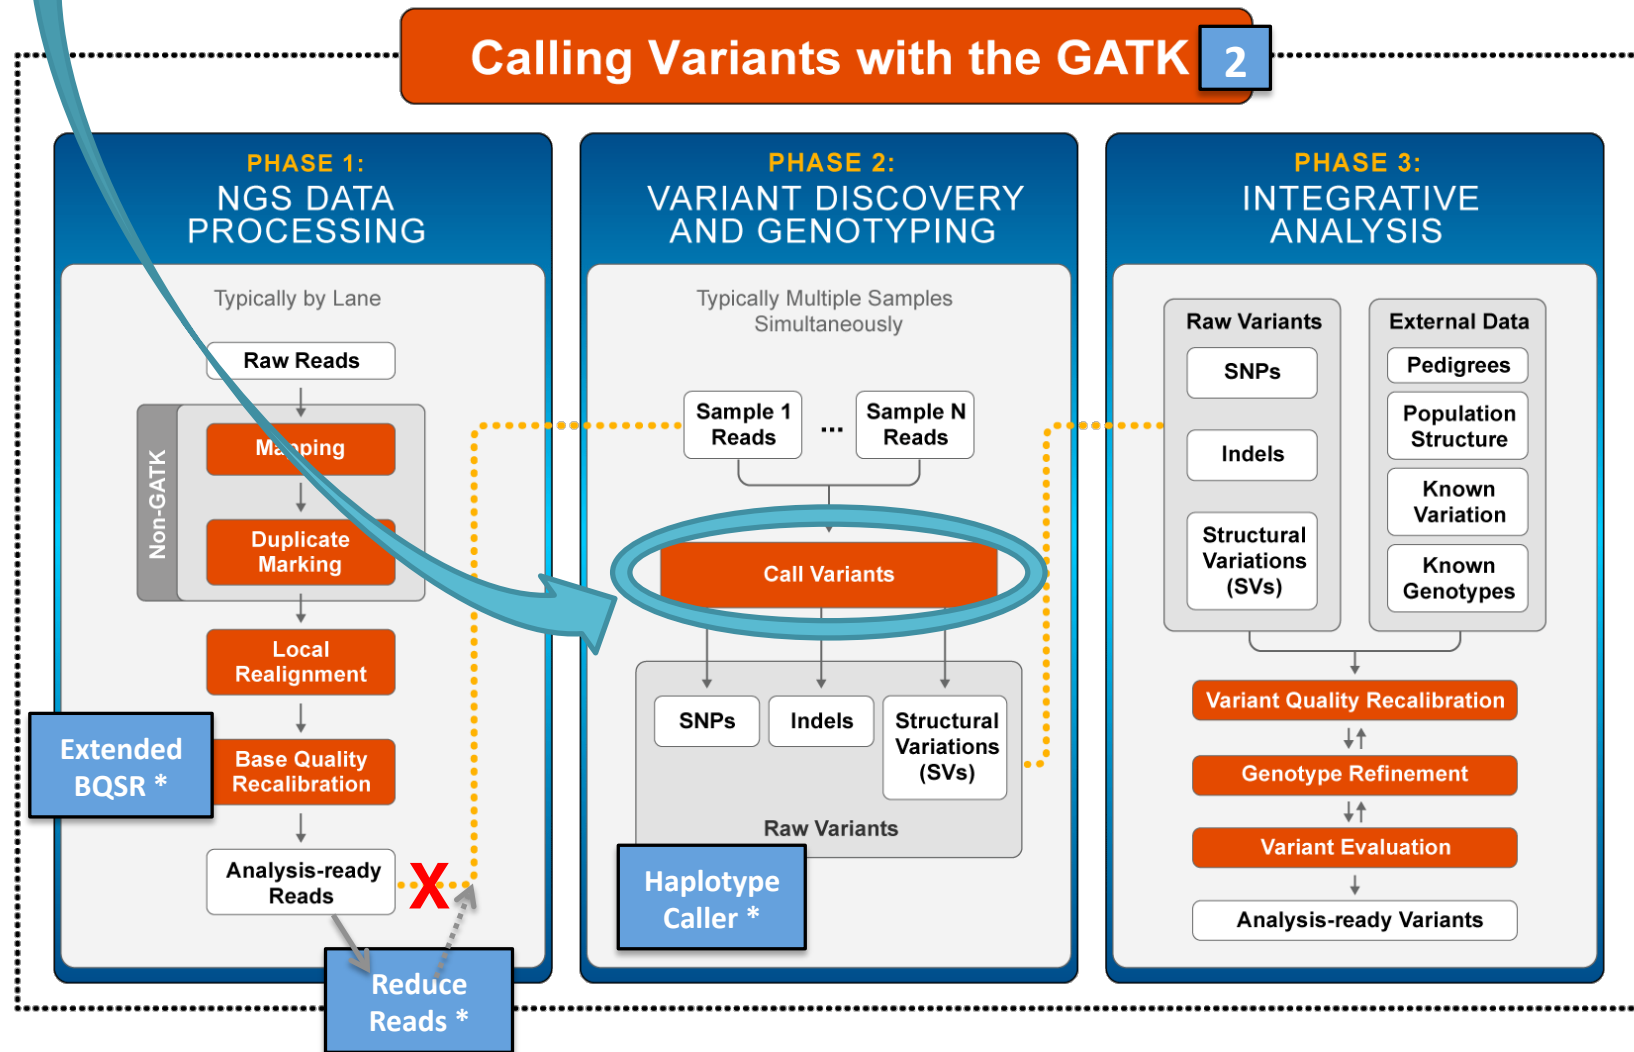 Calling Variants with the GATK 2
PHASE 1:
NGS DATA
PROCESSING
Typically by Lane
Raw Reads
Non-GATK
Mapping
Duplicate
Marking
Local
Realignment
Extended
BQSR *
Base Quality
Recalibration
Analysis-ready
Reads
X
Reduce
Reads *
PHASE 2:
VARIANT DISCOVERY
AND GENOTYPING
Typically Multiple Samples
Simultaneously
Sample 1
Reads
...
Sample N
Reads
Call Variants
SNPs
Indels
Structural
Variations
(SVs)
Raw Variants
Haplotype
Caller *
PHASE 3:
INTEGRATIVE
ANALYSIS
Raw Variants
SNPs
Indels
Structural
Variations
(SVs)
External Data
Pedigrees
Population
Structure
Known
Variation
Known
Genotypes
Variant Quality Recalibration
Genotype Refinement
Variant Evaluation
Analysis-ready Variants